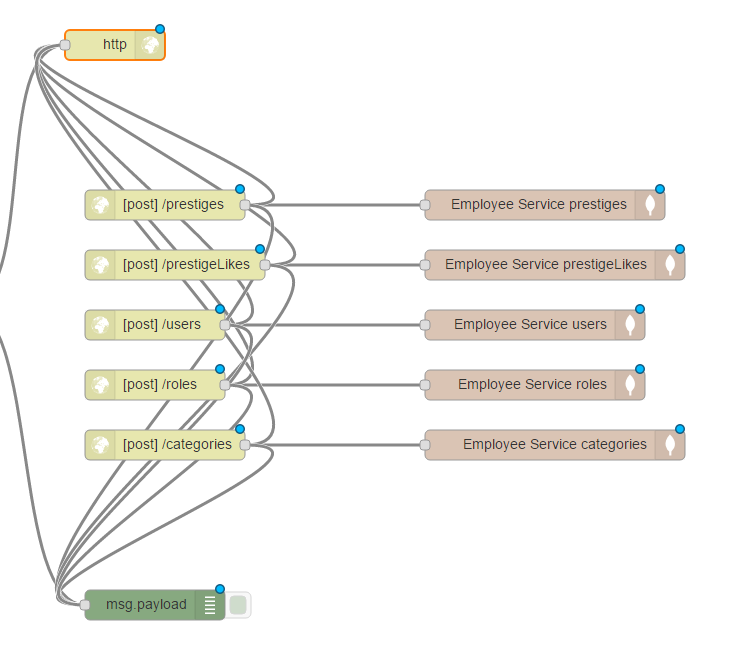 http
[post] /prestiges
Employee Service prestiges
[post] /prestigeLikes
Employee Service prestigeLikes
[post] /users
Employee Service users
[post] /roles
Employee Service roles
[post] /categories
Employee Service categories
msg.payload